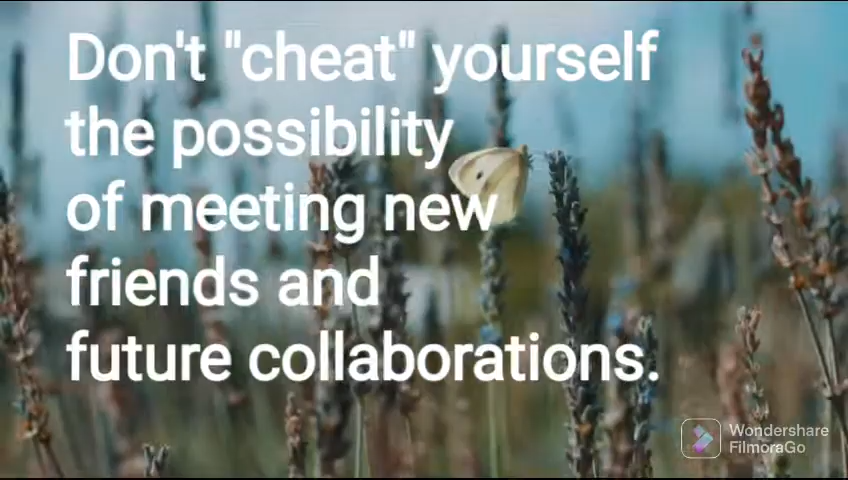 Don't "cheat" yourself
the possibility
of meeting new
friends and
future collaborations.
Wondershare
FilmoraGo